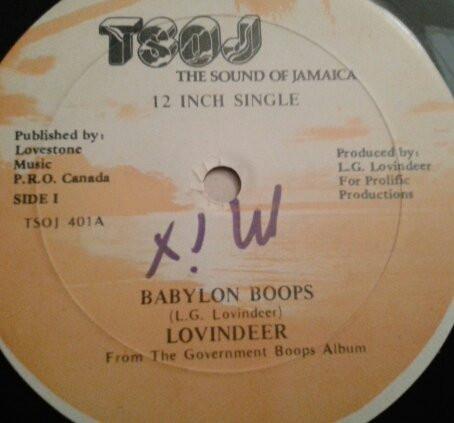 TSOJ
THE SOUND OF JAMAICA
12 INCH SINGLE
Published by:
Lovestone
Music
P.R.O. Canada
SIDE I
TSOJ 401A
Produced by:
L.G. Lovindeer
For Prolific
Productions
x!W
BABYLON BOOPS
(L.G. Lovindeer)
LOVINDEER
From The Government Boops Album